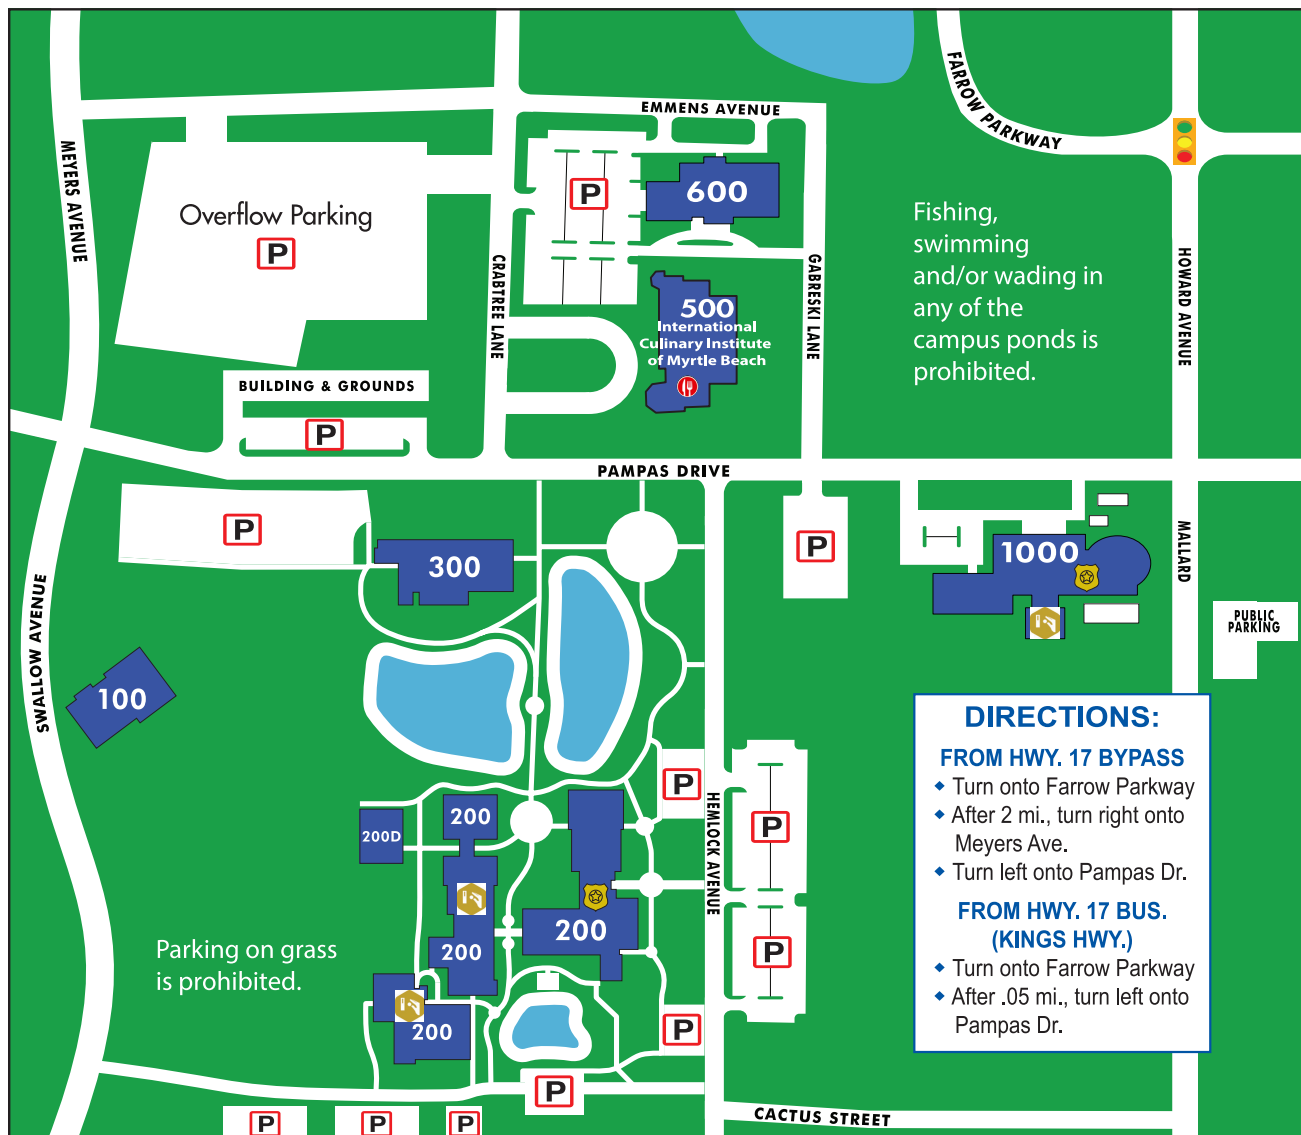 EMMENS AVENUE
FARROW PARKWAY
MEYERS AVENUE
600
P
Overflow Parking
P
Fishing,
swimming
and/or wading in
any of the
campus ponds is
prohibited.
CRABTREE LANE
GABRESKI LANE
HOWARD AVENUE
500
International
Culinary Institute
of Myrtle Beach
BUILDING & GROUNDS
P
PAMPAS DRIVE
P
P
300
1000
MALLARD
PUBLIC
PARKING
SWALLOW AVENUE
100
DIRECTIONS:
FROM HWY. 17 BYPASS
Turn onto Farrow Parkway
After 2 mi., turn right onto
Meyers Ave.
Turn left onto Pampas Dr.
FROM HWY. 17 BUS.
(KINGS HWY.)
Turn onto Farrow Parkway
After .05 mi., turn left onto
Pampas Dr.
P
HEMLOCK AVENUE
200
200D
P
200
200
P
Parking on grass
is prohibited.
200
P
P
CACTUS STREET
P
P
P